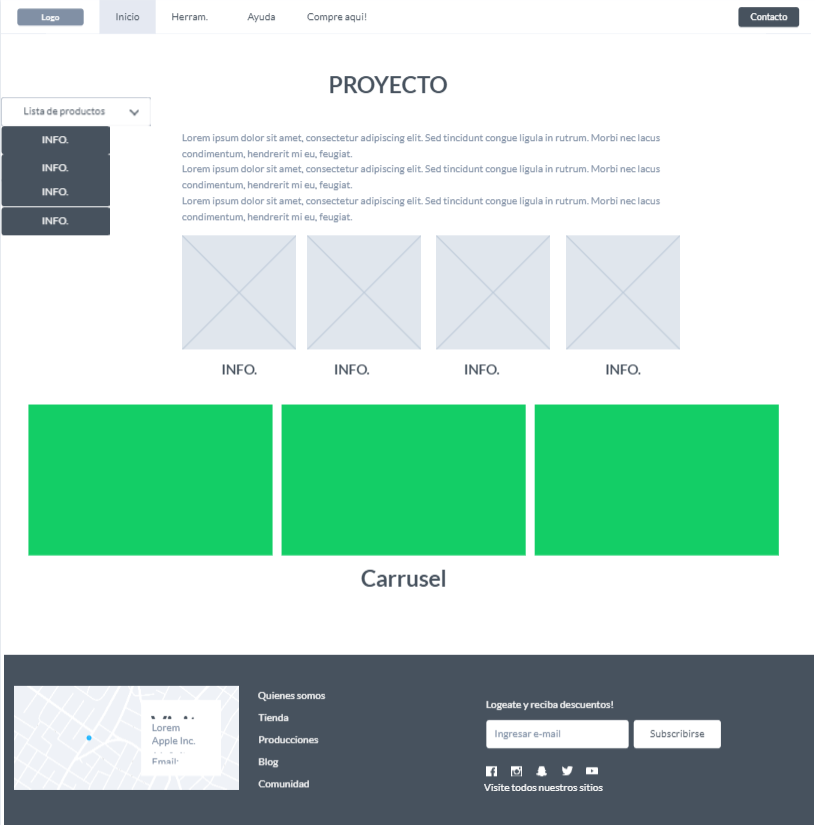 Logo
Inicio
Herram.
Ayuda
Compre aqui!
Contacto
PROYECTO
Lista de productos
INFO.
INFO.
INFO.
INFO.
Lorem ipsum dolor sit amet, consectetur adipiscing elit. Sed tincidunt congue ligula in rutrum. Morbi nec lacus
condimentum, hendrerit mi eu, feugiat.
Lorem ipsum dolor sit amet, consectetur adipiscing elit. Sed tincidunt congue ligula in rutrum. Morbi nec lacus
condimentum, hendrerit mi eu, feugiat.
Lorem ipsum dolor sit amet, consectetur adipiscing elit. Sed tincidunt congue ligula in rutrum. Morbi nec lacus
condimentum, hendrerit mi eu, feugiat.
INFO.
INFO.
INFO.
INFO.
Carrusel
Lorem
Apple Inc.
Email:
Quienes somos
Tienda
Producciones
Blog
Comunidad
Logeate y reciba descuentos!
Ingresar e-mail
Subscribirse
Visite todos nuestros sitios